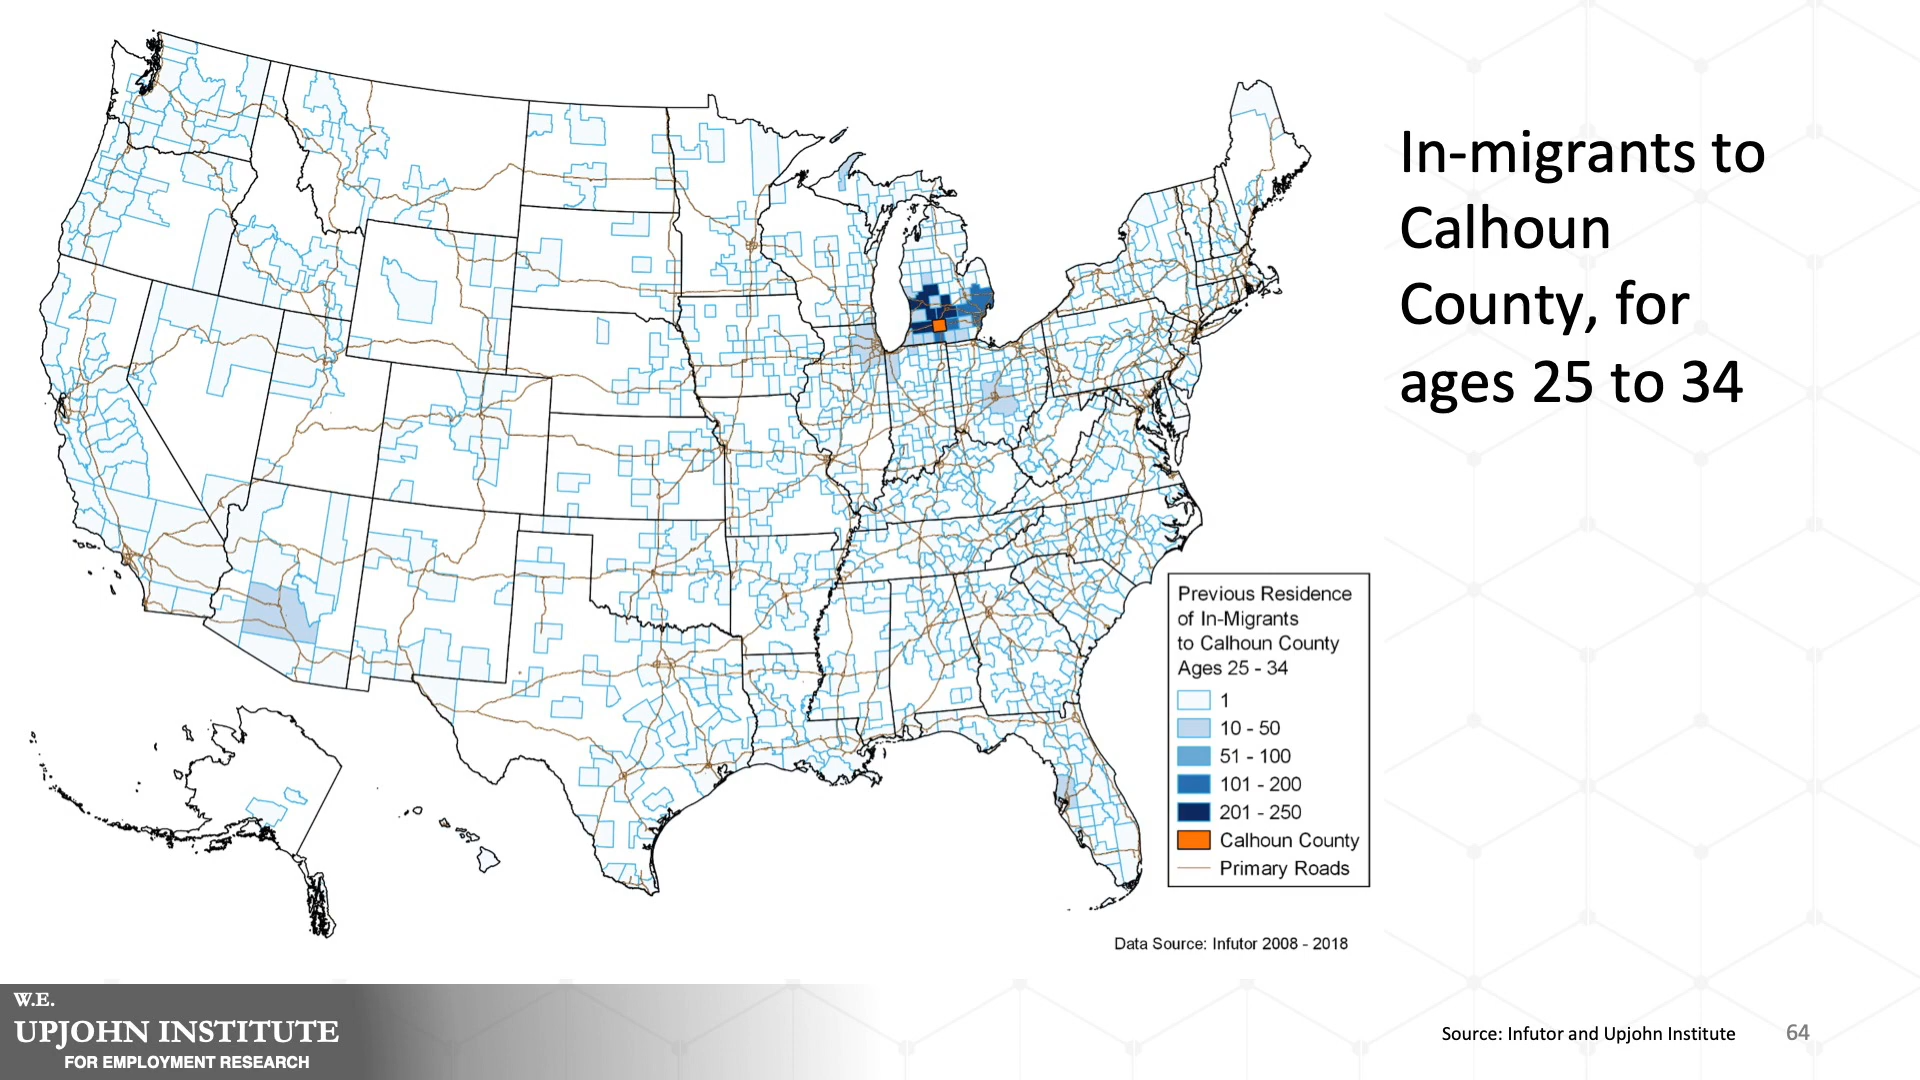 In-migrants to
Calhoun
County, for
ages 25 to 34
Previous Residence
of In-Migrants
to Calhoun County
Ages 25 - 34
1
10 - 50
51 - 100
101 - 200
201 - 250
Calhoun County
Primary Roads
Data Source: Infutor 2008 - 2018
W.E.
UPJOHN INSTITUTE
FOR EMPLOYMENT RESEARCH
Source: Infutor and Upjohn Institute
64